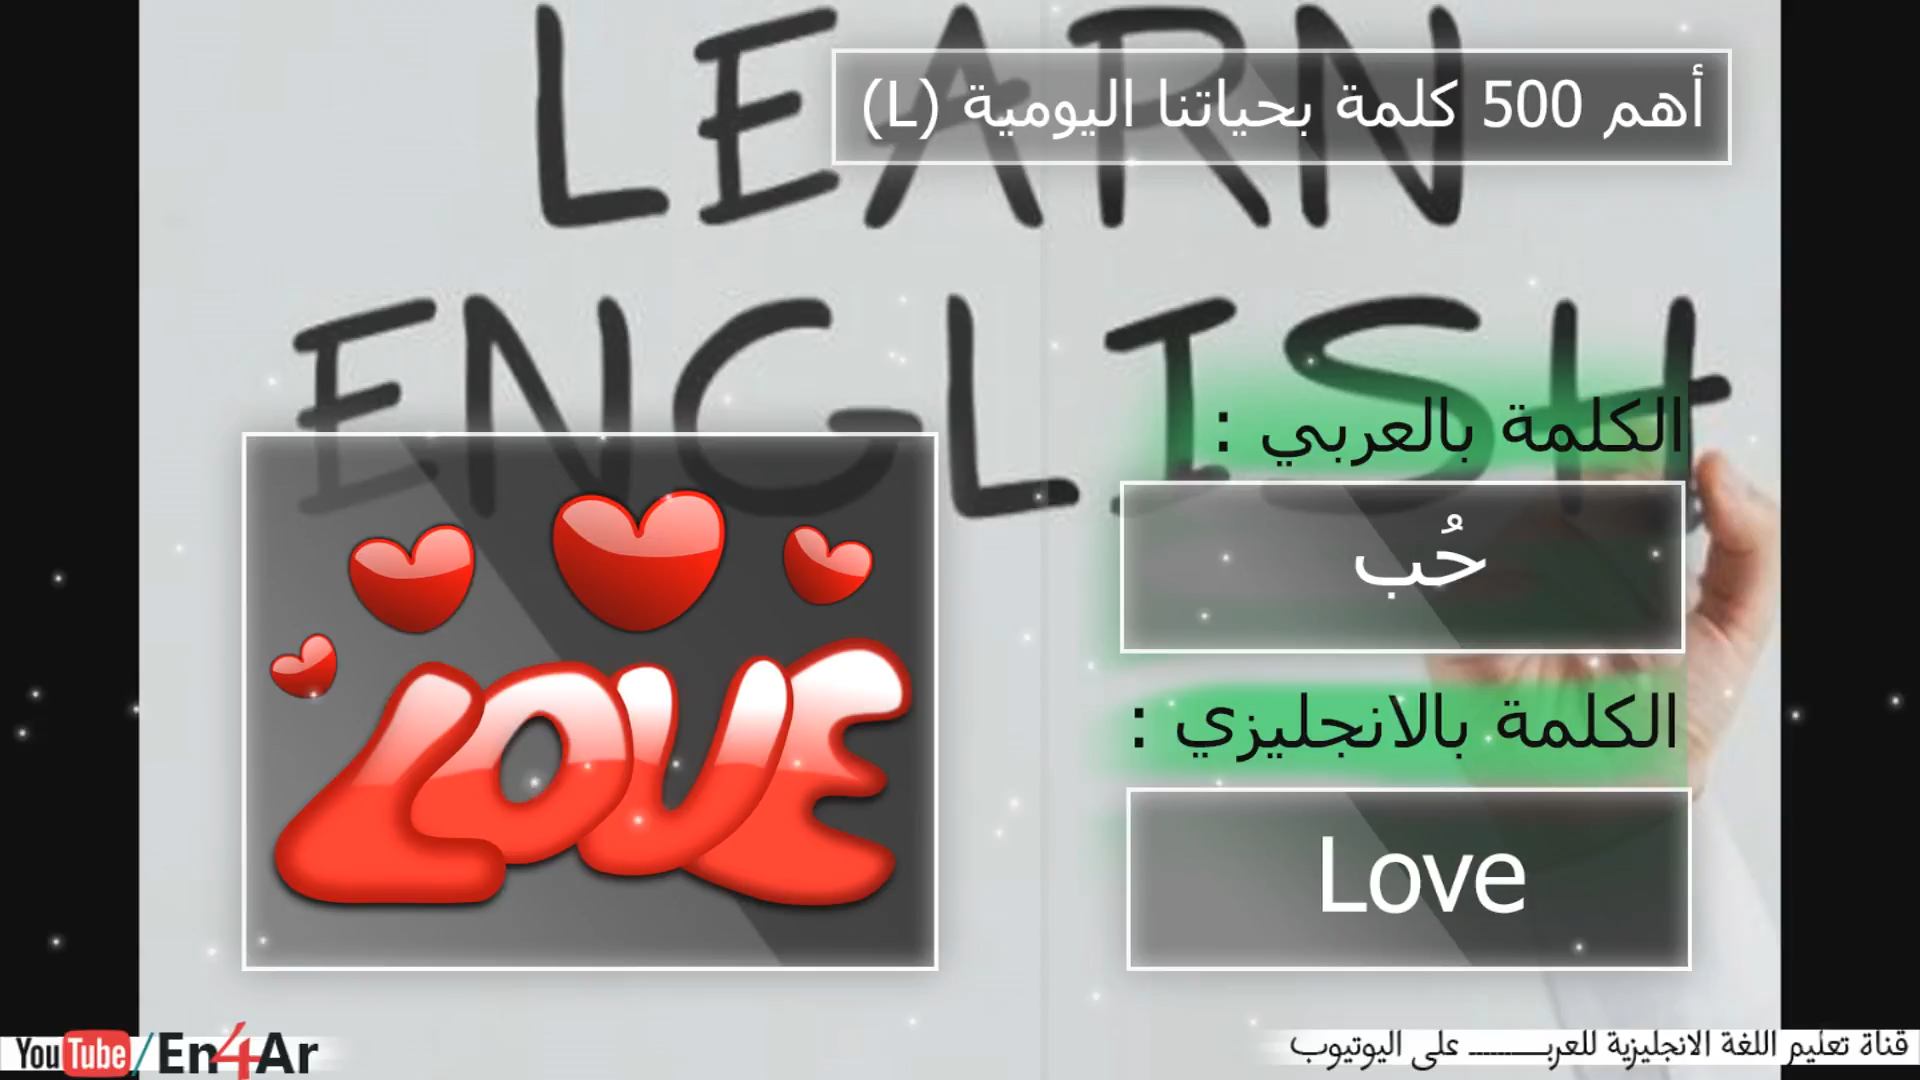 LEARN
ENGLISH
أهم 500 كلمة بحياتنا اليومية (L)
الكلمة بالعربي :
حُب
الكلمة بالانجليزي :
Love
LOVE
YouTube/En4Ar
قناة تعليم اللغة الانجليزية للعربـــــــــ على اليوتيوب